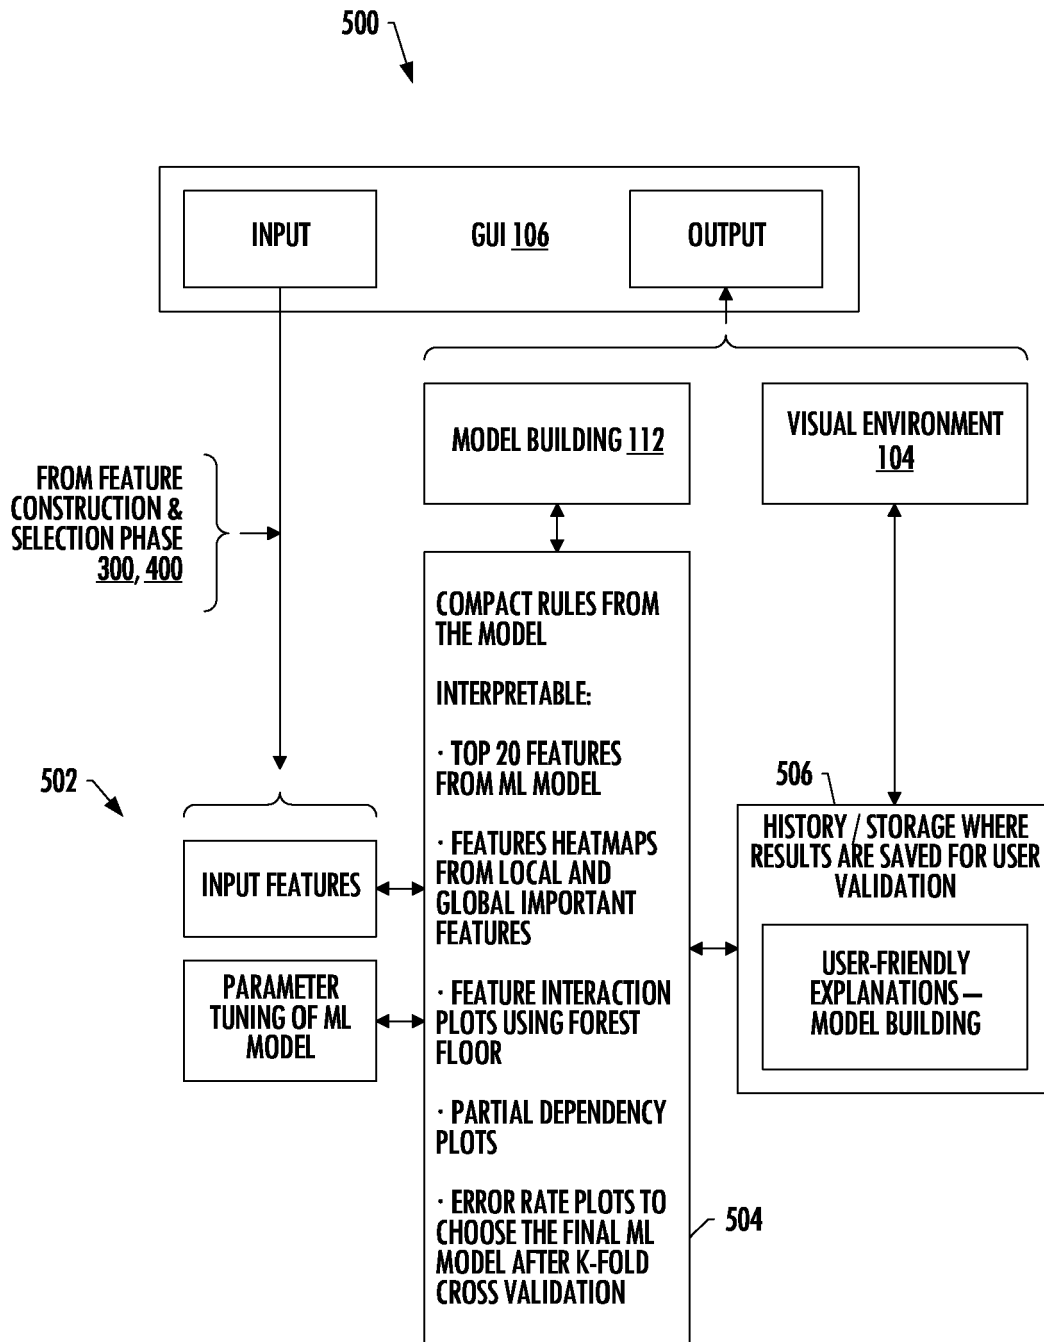 500
INPUT
GUI 106
OUTPUT
MODEL BUILDING 112
VISUAL ENVIRONMENT
104
FROM FEATURE
CONSTRUCTION &
SELECTION PHASE
300, 400
COMPACT RULES FROM
THE MODEL
INTERPRETABLE:
· TOP 20 FEATURES
FROM ML MODEL
· FEATURES HEATMAPS
FROM LOCAL AND
GLOBAL IMPORTANT
FEATURES
· FEATURE INTERACTION
PLOTS USING FOREST
FLOOR
· PARTIAL DEPENDENCY
PLOTS
· ERROR RATE PLOTS TO
CHOOSE THE FINAL ML
MODEL AFTER K-FOLD
CROSS VALIDATION
502
INPUT FEATURES
PARAMETER
TUNING OF ML
MODEL
506
HISTORY / STORAGE WHERE
RESULTS ARE SAVED FOR USER
VALIDATION
USER-FRIENDLY
EXPLANATIONS —
MODEL BUILDING
504